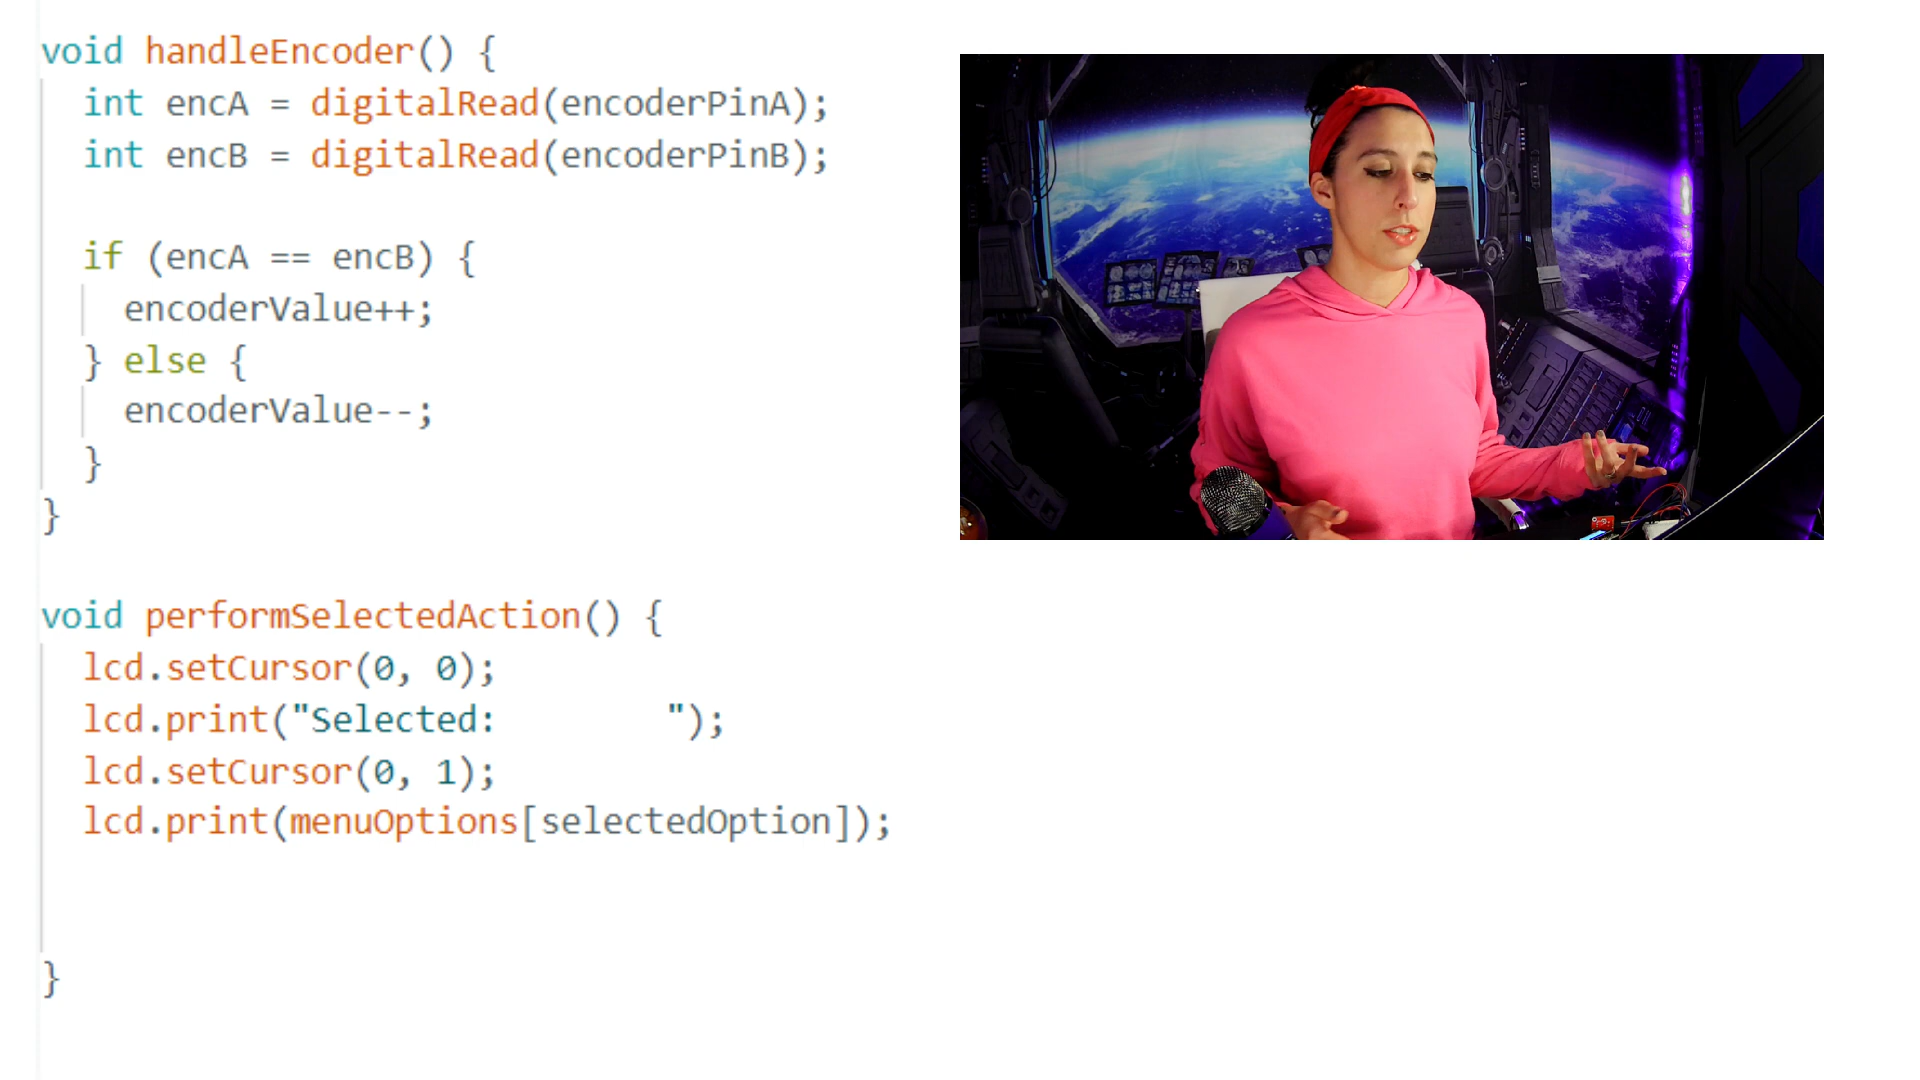 void handleEncoder() {
int encA = digitalRead(encoderPinA);
int encB = digitalRead(encoderPinB);
if (encA == encB) {
encoderValue++;
} else {
encoderValue--;
}
}
void performSelectedAction() {
lcd.setCursor(0, 0);
lcd.print("Selected:        ");
lcd.setCursor(0, 1);
lcd.print(menuOptions[selectedOption]);
}